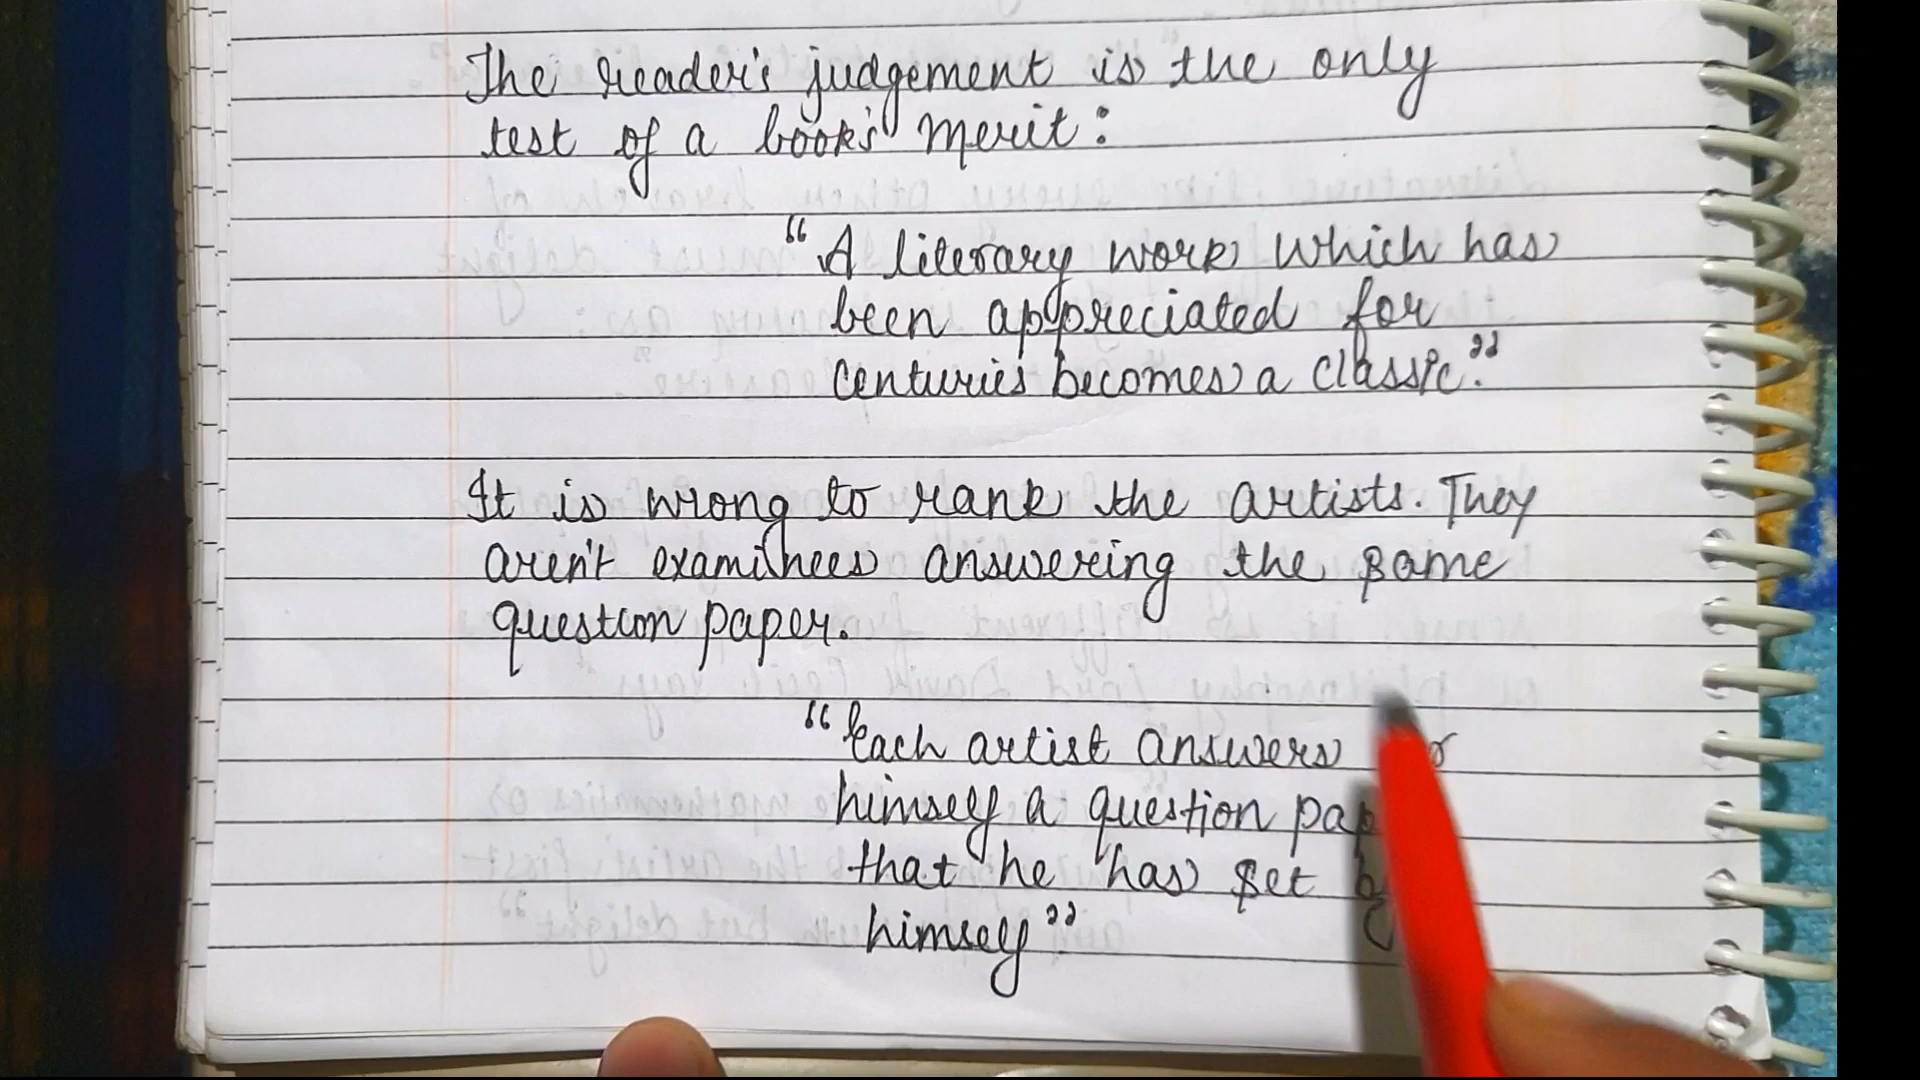 The reader's judgement is the only
test of a book's merit:
"A literary work which has
been appreciated for
centuries becomes a classic."
It is wrong to rank the artists. They
aren't examinees answering the same
question paper.
"Each artist answers
himself a question
that he has set
himself"